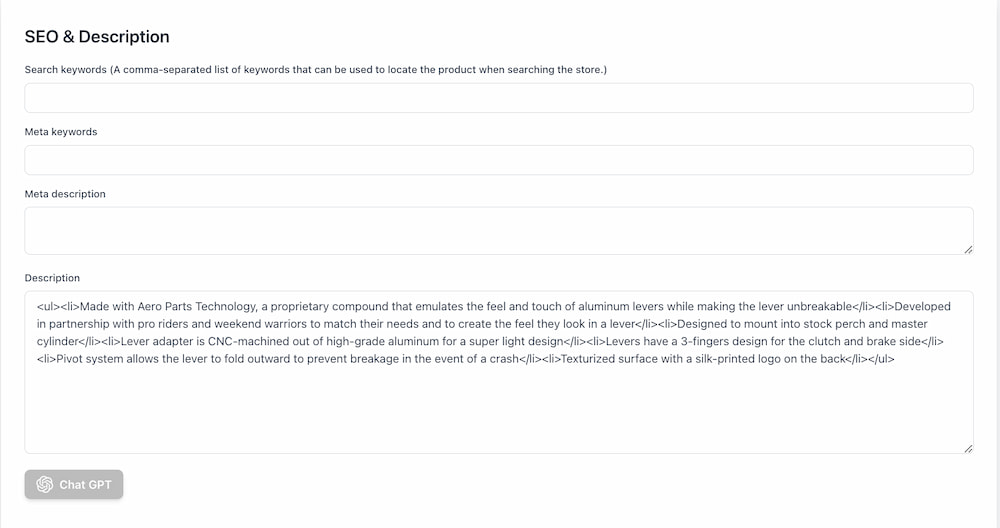 SEO & Description
Search keywords (A comma-separated list of keywords that can be used to locate the product when searching the store.)
Meta keywords
Meta description
Description
<ul><li>Made with Aero Parts Technology, a proprietary compound that emulates the feel and touch of aluminum levers while making the lever unbreakable</li><li>Developed
in partnership with pro riders and weekend warriors to match their needs and to create the feel they look in a lever</li><li>Designed to mount into stock perch and master
cylinder</li><li>Lever adapter is CNC-machined out of high-grade aluminum for a super light design</li><li>Levers have a 3-fingers design for the clutch and brake side</li>
<li>Pivot system allows the lever to fold outward to prevent breakage in the event of a crash</li><li>Texturized surface with a silk-printed logo on the back</li></ul>
Chat GPT